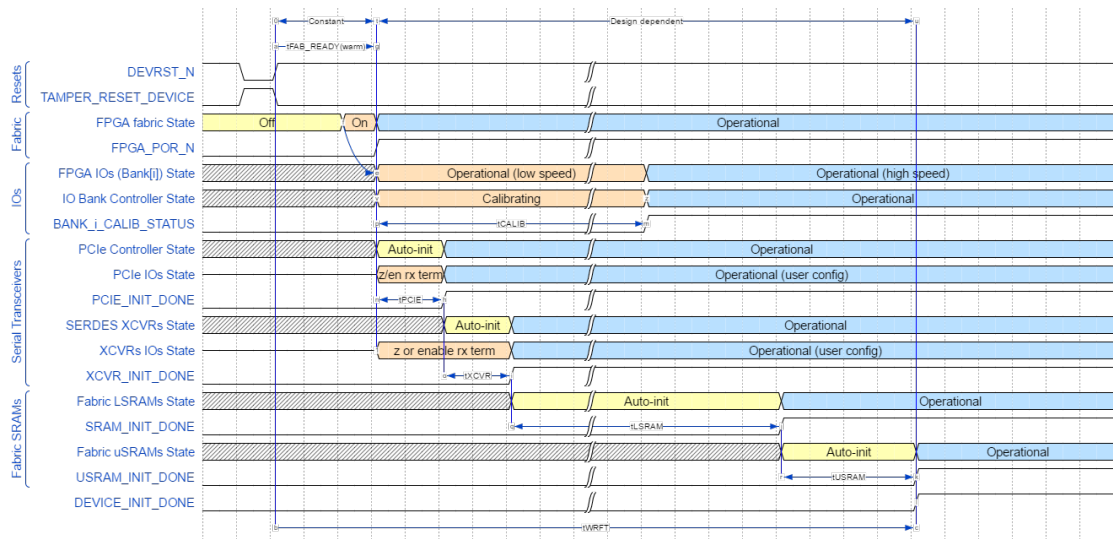 Constant
Design dependent
tFAB_READY(warm)
Resets
DEVRST_N
TAMPER_RESET_DEVICE
Fabric
FPGA fabric State
Off
On
Operational
FPGA_POR_N
IOs
FPGA IOs (Bank[i]) State
Operational (low speed)
Operational (high speed)
IO Bank Controller State
Calibrating
Operational
BANK_i_CALIB_STATUS
tCALIB
Serial Transceivers
PCIe Controller State
Auto-init
Operational
PCIe IOs State
z/en rx term
Operational (user config)
PCIE_INIT_DONE
tPCIE
SERDES XCVRs State
Auto-init
Operational
XCVRs IOs State
z or enable rx term
Operational (user config)
XCVR_INIT_DONE
tXCVR
Fabric SRAMs
Fabric LSRAMs State
Auto-init
Operational
SRAM_INIT_DONE
tLSRAM
Fabric uSRAMs State
Auto-init
Operational
USRAM_INIT_DONE
tUSRAM
DEVICE_INIT_DONE
tWRFT